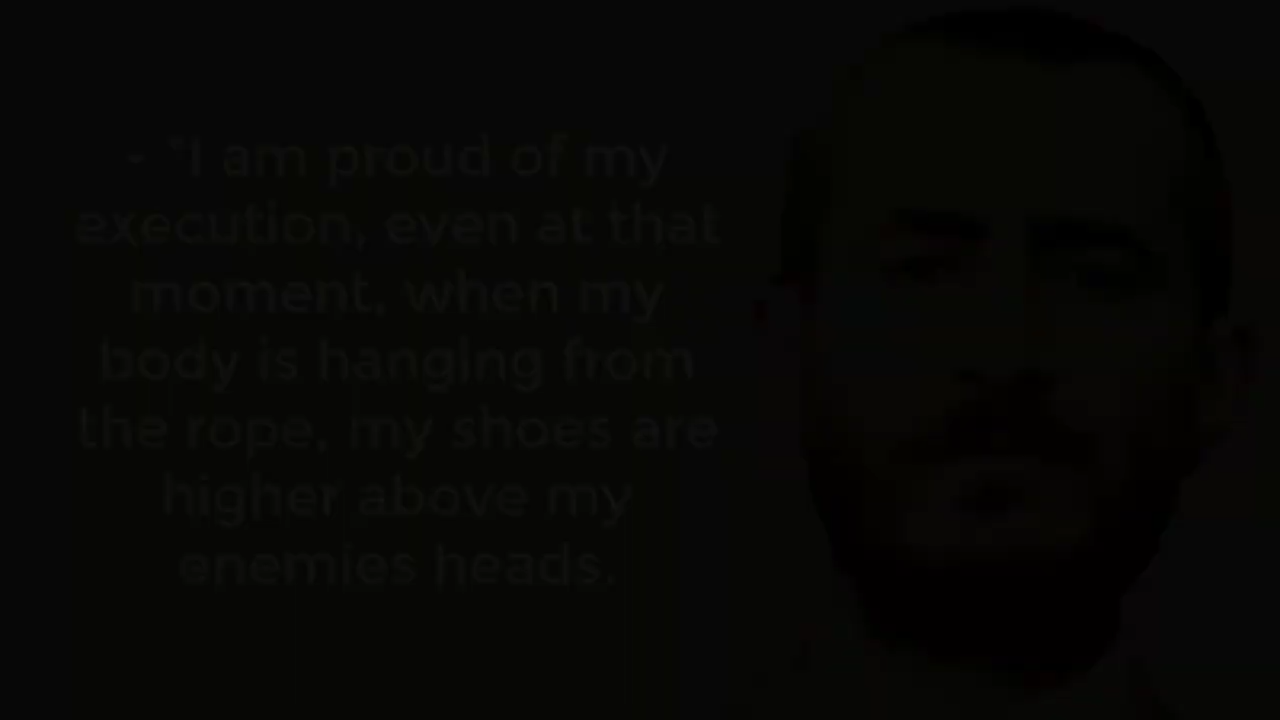 - "I am proud of my
execution, even at that
moment, when my
body is hanging from
the rope, my shoes are
higher above my
enemies heads.